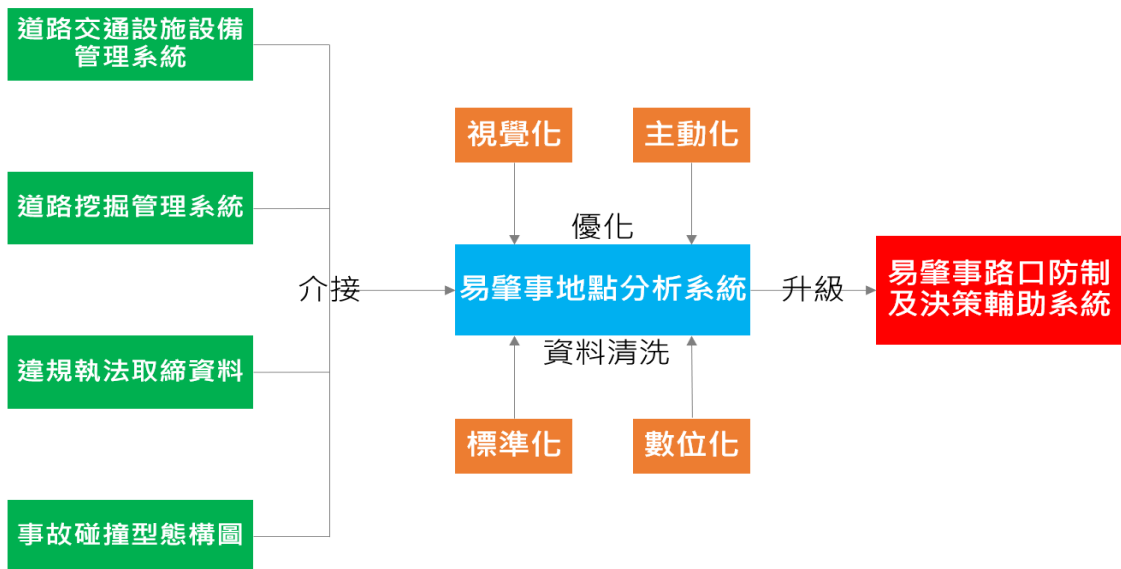 道路交通設施設備
管理系統
道路挖掘管理系統
違規執法取締資料
事故碰撞型態構圖
介接
視覺化
主動化
優化
易肇事地點分析系統
資料清洗
標準化
數位化
升級
易肇事路口防制
及決策輔助系統